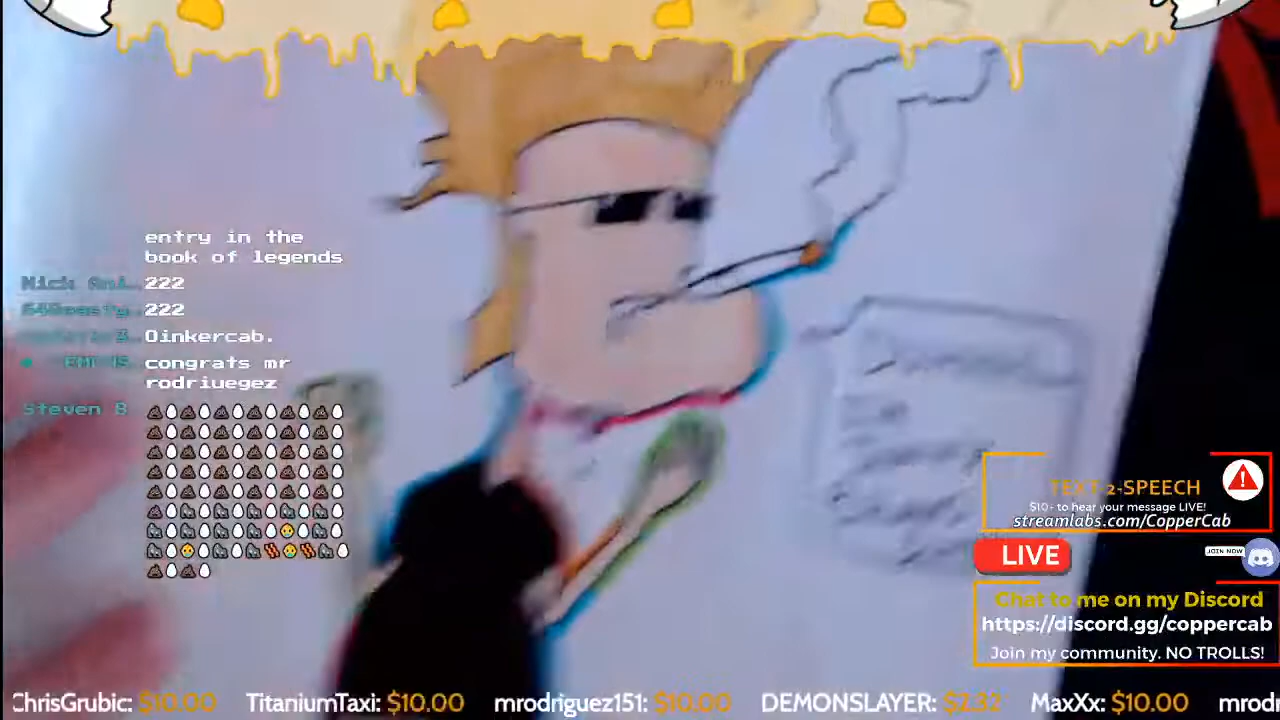 entry in the
book of legends
222
222
Oinkercab.
congrats mr
rodriuegez
Steven B
TEXT-2-SPEECH
$10+ to hear your message LIVE!
streamlabs.com/CopperCab
LIVE
JOIN NOW
Chat to me on my Discord
https://discord.gg/coppercab
Join my community. NO TROLLS!
ChrisGrubic: $10.00 TitaniumTaxi: $10.00 mrodriguez151: $10.00 DEMONSLAYER: $2.32 MaxXx: $10.00 mrodr